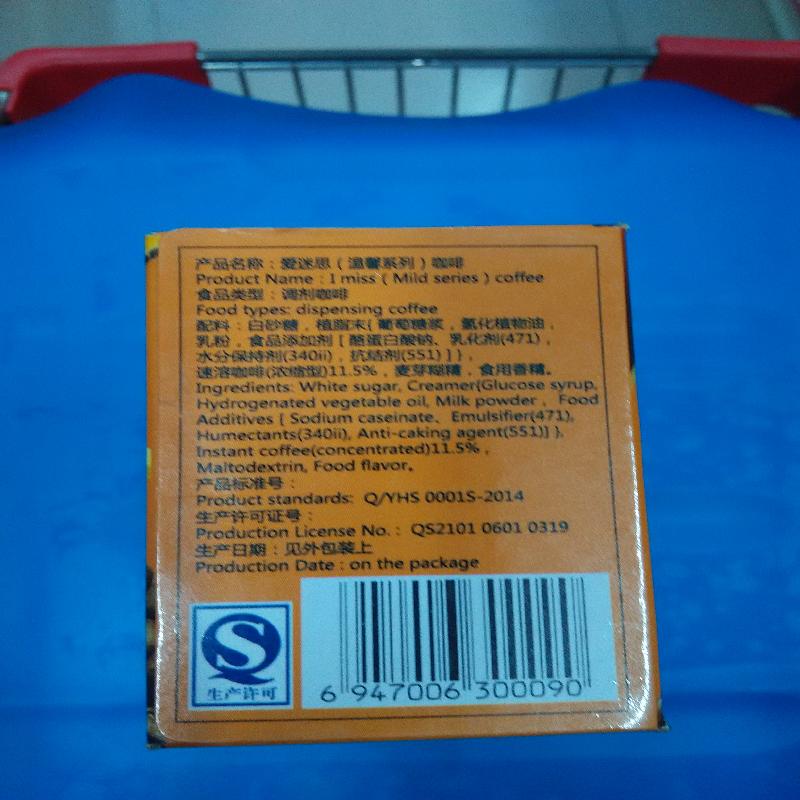 产品名称：爱迷思（温馨系列）咖啡
Product Name : I miss ( Mild series ) coffee
食品类型：调剂咖啡
Food types: dispensing coffee
配料：白砂糖，植脂末{ 葡萄糖浆，氢化植物油，
乳粉，食品添加剂 [ 酪蛋白酸钠、乳化剂(471)，
水分保持剂(340ii)，抗结剂(551) ] }，
速溶咖啡(浓缩型)11.5%，麦芽糊精，食用香精。
Ingredients: White sugar, Creamer{Glucose syrup,
Hydrogenated vegetable oil, Milk powder , Food
Additives [ Sodium caseinate、Emulsifier(471),
Humectants(340ii), Anti-caking agent(551)] },
Instant coffee(concentrated)11.5% ,
Maltodextrin, Food flavor。
产品标准号：
Product standards: Q/YHS 0001S-2014
生产许可证号：
Production License No. : QS2101 0601 0319
生产日期：见外包装上
Production Date : on the package
生产许可
6 947006 300090